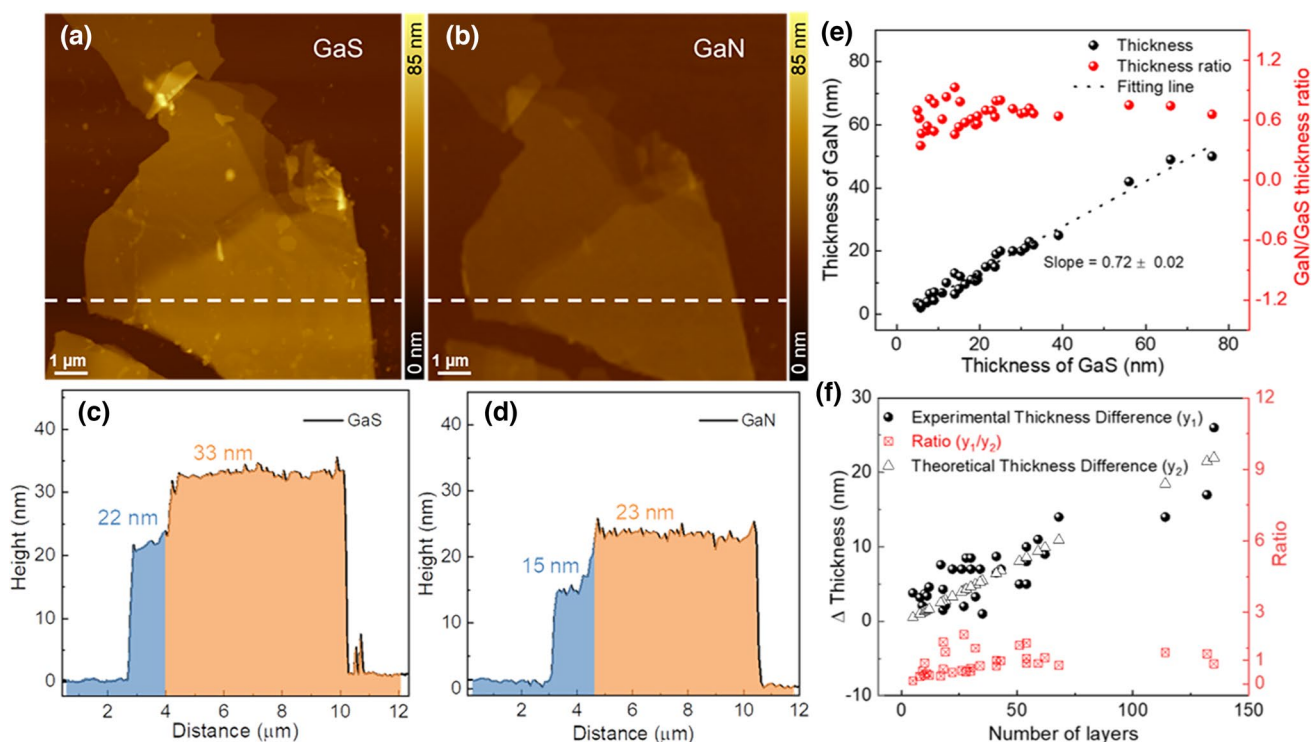 (a)
GaS
85 nm
0 nm
1 μm
(b)
GaN
85 nm
0 nm
1 μm
(e)
Thickness
Thickness ratio
Fitting line
Slope = 0.72 ± 0.02
80
60
40
20
0
Thickness of GaN (nm)
1.2
0.6
0.0
-0.6
-1.2
GaN/GaS thickness ratio
0 20 40 60 80
Thickness of GaS (nm)
(c)
GaS
33 nm
22 nm
40
30
20
10
0
Height (nm)
2 4 6 8 10 12
Distance (μm)
(d)
GaN
23 nm
15 nm
40
30
20
10
0
Height (nm)
2 4 6 8 10 12
Distance (μm)
(f)
Experimental Thickness Difference (y1)
Ratio (y1/y2)
Theoretical Thickness Difference (y2)
30
20
10
0
-10
Δ Thickness (nm)
12
9
6
3
1
0
Ratio
0 50 100 150
Number of layers